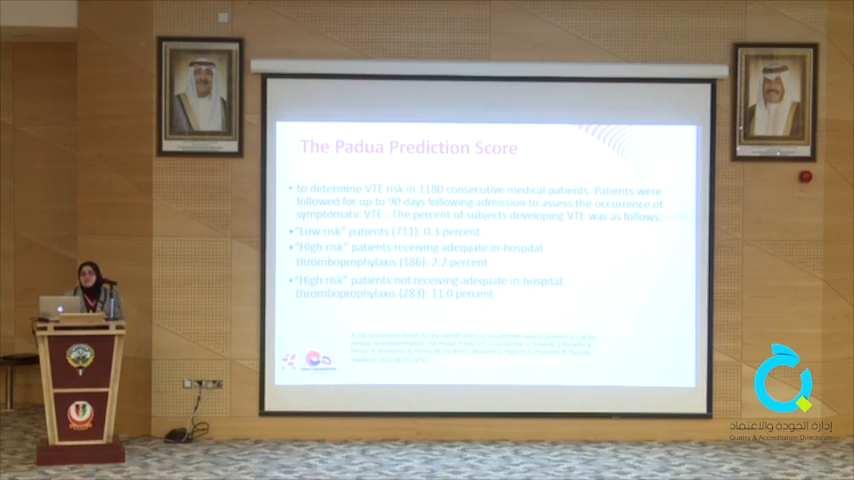 The Padua Prediction Score
• to determine VTE risk in 1180 consecutive medical patients. Patients were
followed for up to 90 days following admission to assess the occurrence of
symptomatic VTE . The percent of subjects developing VTE was as follows:
•"Low risk" patients (711): 0.3 percent
•"High risk" patients receiving adequate in-hospital
thromboprophylaxis (186): 2.2 percent
•"High risk" patients not receiving adequate in-hospital
thromboprophylaxis (283): 11.0 percent
إدارة الجودة والاعتماد
Quality & Accreditation Directorate